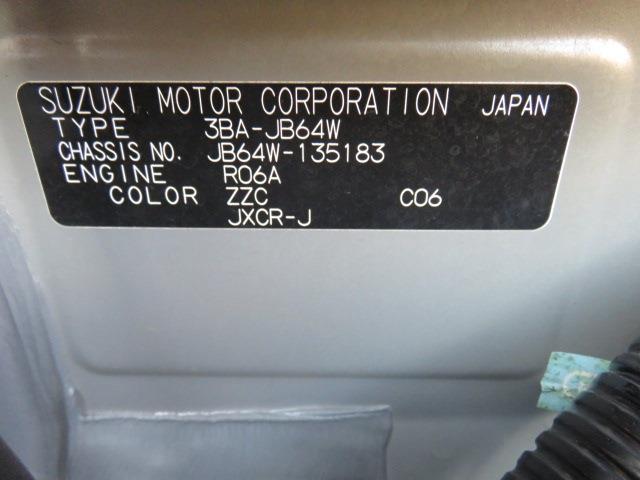 SUZUKI MOTOR CORPORATION JAPAN
TYPE 3BA-JB64W
CHASSIS NO. JB64W-135183
ENGINE R06A
COLOR ZZC C06
JXCR-J